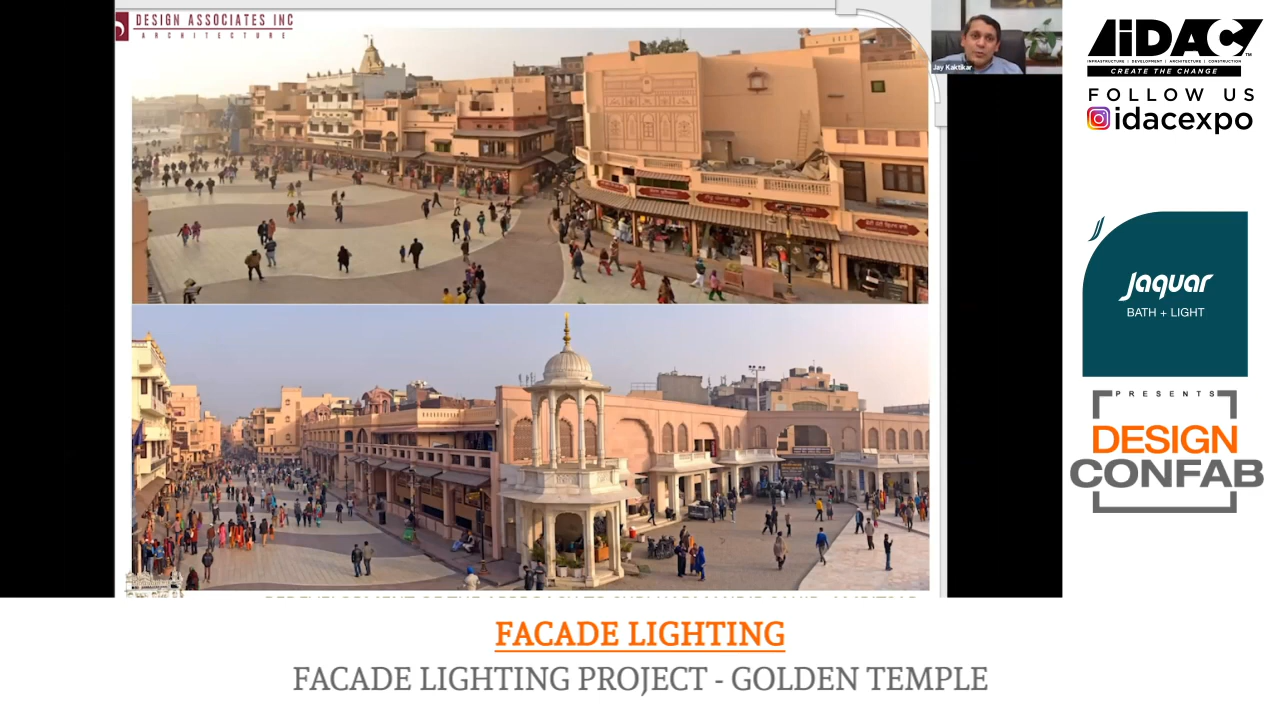 DESIGN ASSOCIATES INC
ARCHITECTURE
Jay Kaktikar
IDAC
INFRASTRUCTURE | DEVELOPMENT | ARCHITECTURE | CONSTRUCTION
CREATE THE CHANGE
FOLLOW US
idacexpo
Jaquar
BATH + LIGHT
PRESENTS
DESIGN
CONFAB
FACADE LIGHTING
FACADE LIGHTING PROJECT - GOLDEN TEMPLE